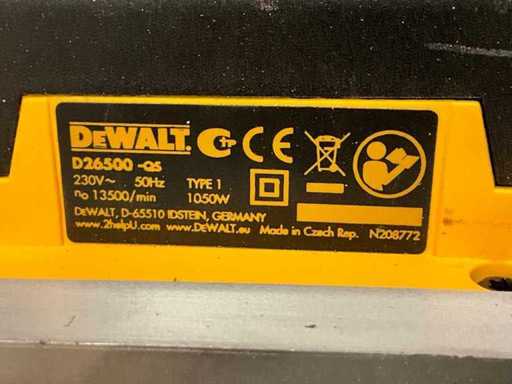 DEWALT. CE
D26500 -QS
230V~ 50Hz TYPE 1
n₀ 13500/min 1050W
DEWALT, D-65510 IDSTEIN, GERMANY
www.2helpU.com www.DEWALT.eu Made in Czech Rep. N208772